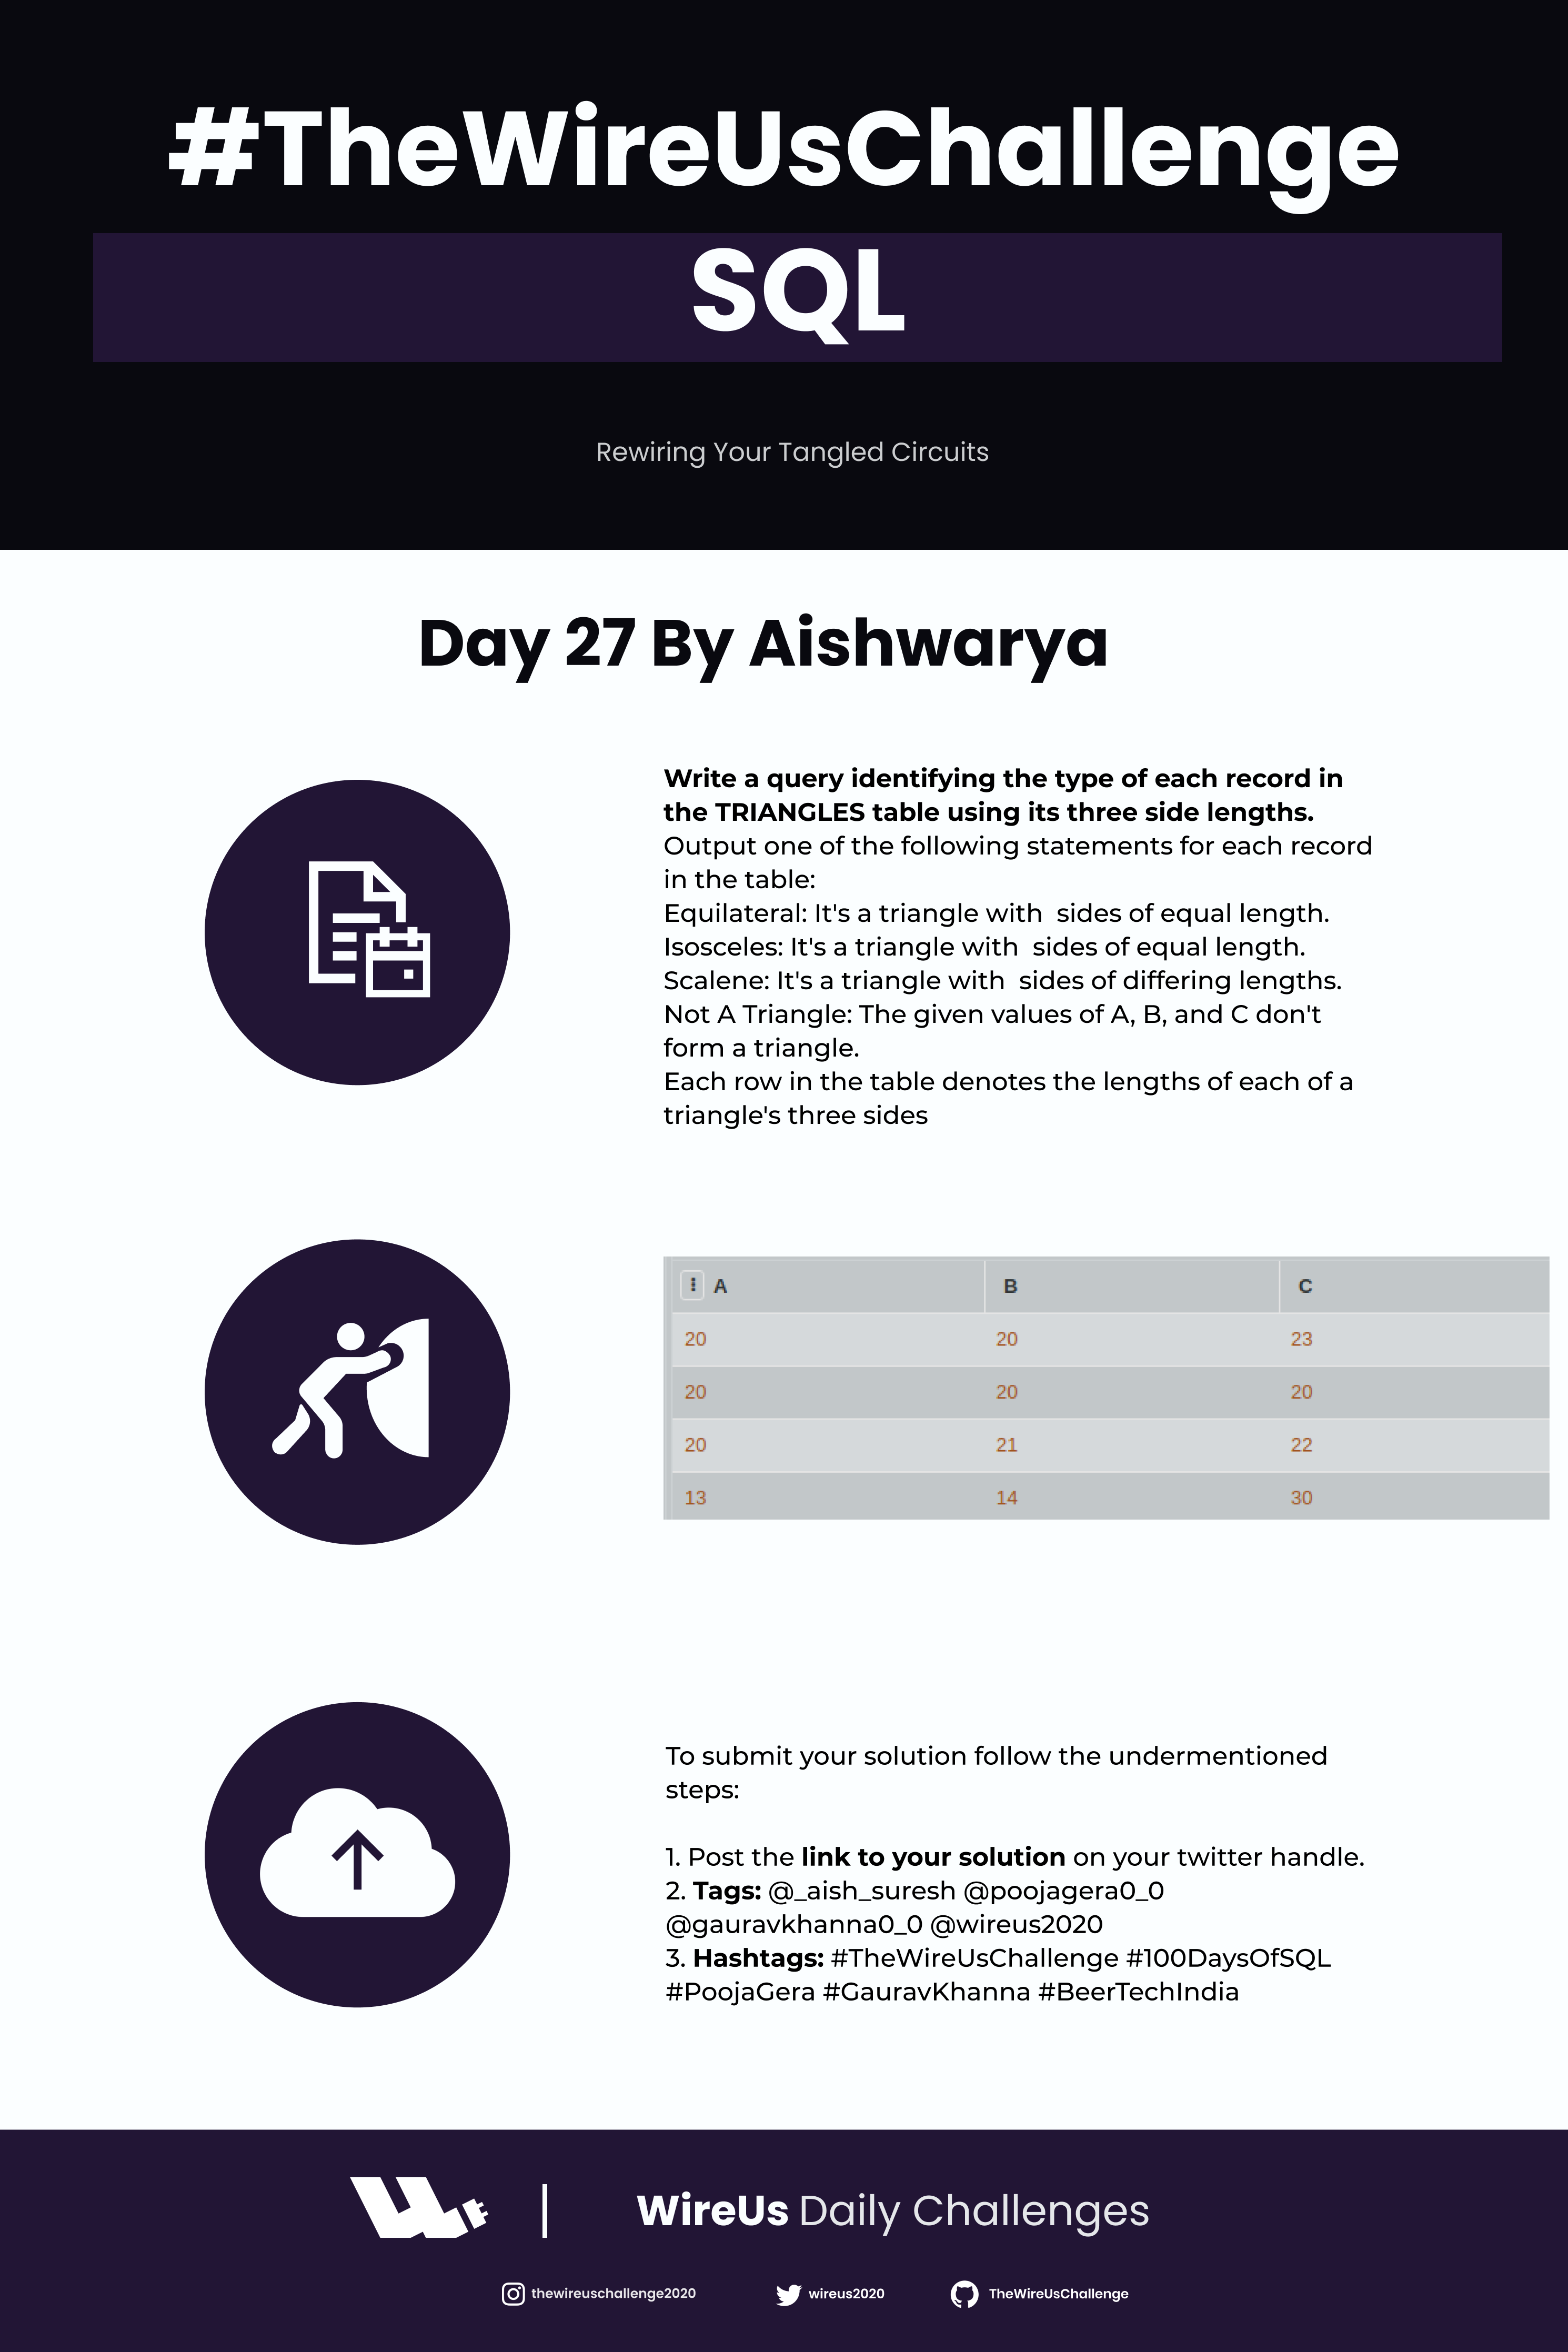 #TheWireUsChallenge
SQL
Rewiring Your Tangled Circuits
Day 27 By Aishwarya
Write a query identifying the type of each record in
the TRIANGLES table using its three side lengths.
Output one of the following statements for each record
in the table:
Equilateral: It's a triangle with  sides of equal length.
Isosceles: It's a triangle with  sides of equal length.
Scalene: It's a triangle with  sides of differing lengths.
Not A Triangle: The given values of A, B, and C don't
form a triangle.
Each row in the table denotes the lengths of each of a
triangle's three sides
A B C
20 20 23
20 20 20
20 21 22
13 14 30
To submit your solution follow the undermentioned
steps:
1. Post the link to your solution on your twitter handle.
2. Tags: @_aish_suresh @poojagera0_0
@gauravkhanna0_0 @wireus2020
3. Hashtags: #TheWireUsChallenge #100DaysOfSQL
#PoojaGera #GauravKhanna #BeerTechIndia
WireUs Daily Challenges
thewireuschallenge2020 wireus2020 TheWireUsChallenge